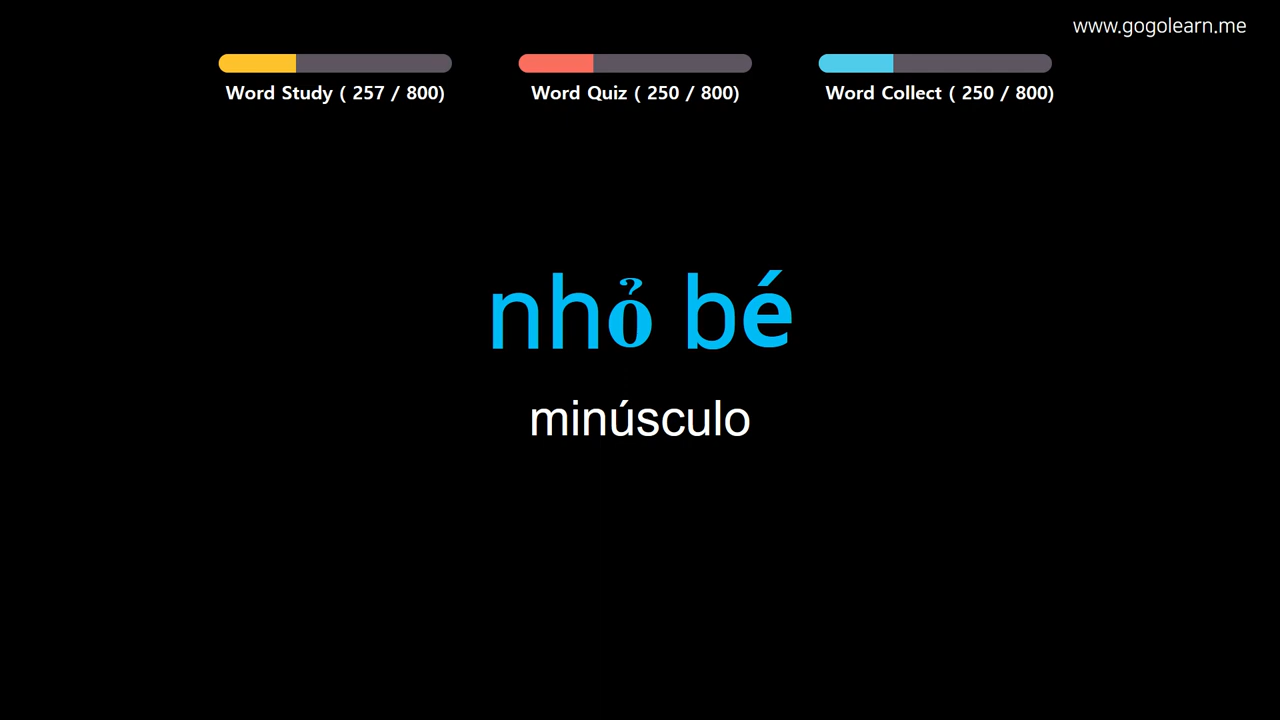 www.gogolearn.me
Word Study ( 257 / 800)
Word Quiz ( 250 / 800)
Word Collect ( 250 / 800)
nhỏ bé
minúsculo